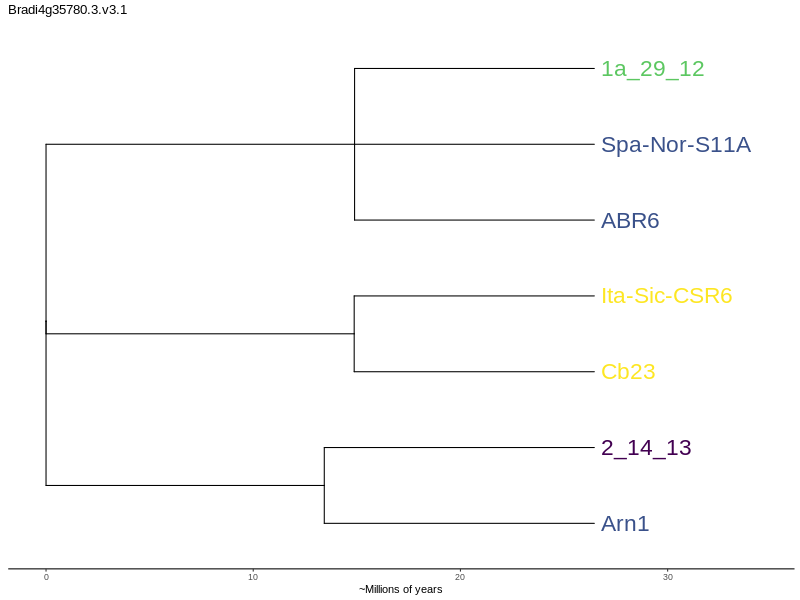 Bradi4g35780.3.v3.1
1a_29_12
Spa-Nor-S11A
ABR6
Ita-Sic-CSR6
Cb23
2_14_13
Arn1
0 10 20 30
~Millions of years